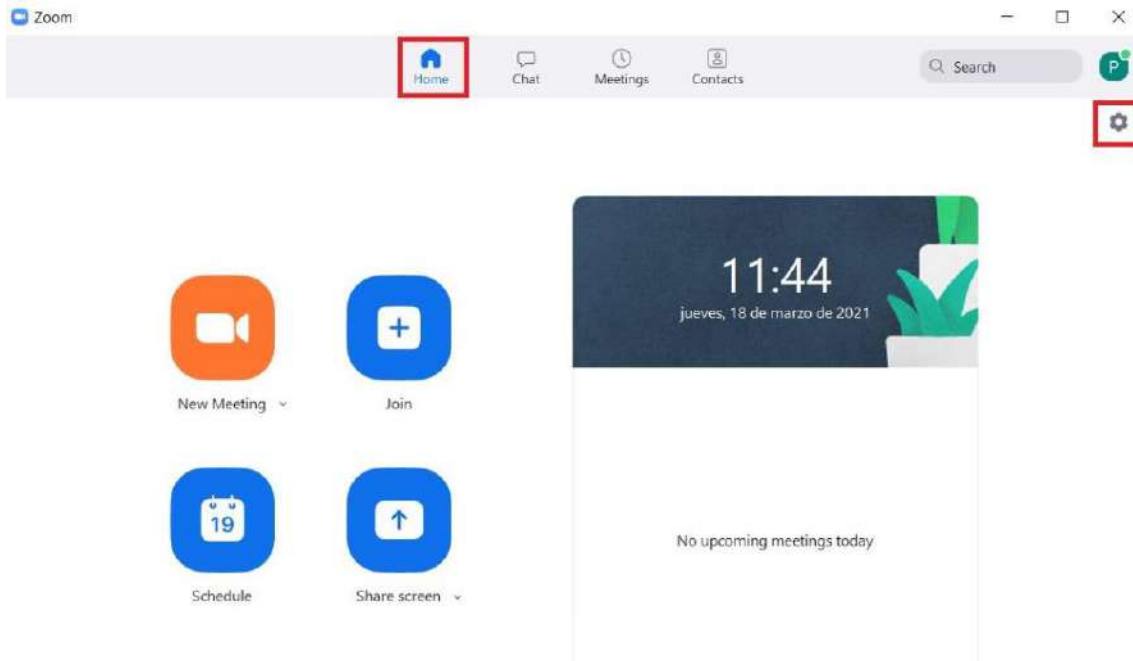 Zoom
Home
Chat
Meetings
Contacts
Search
P
11:44
jueves, 18 de marzo de 2021
New Meeting
Join
19
Schedule
Share screen
No upcoming meetings today